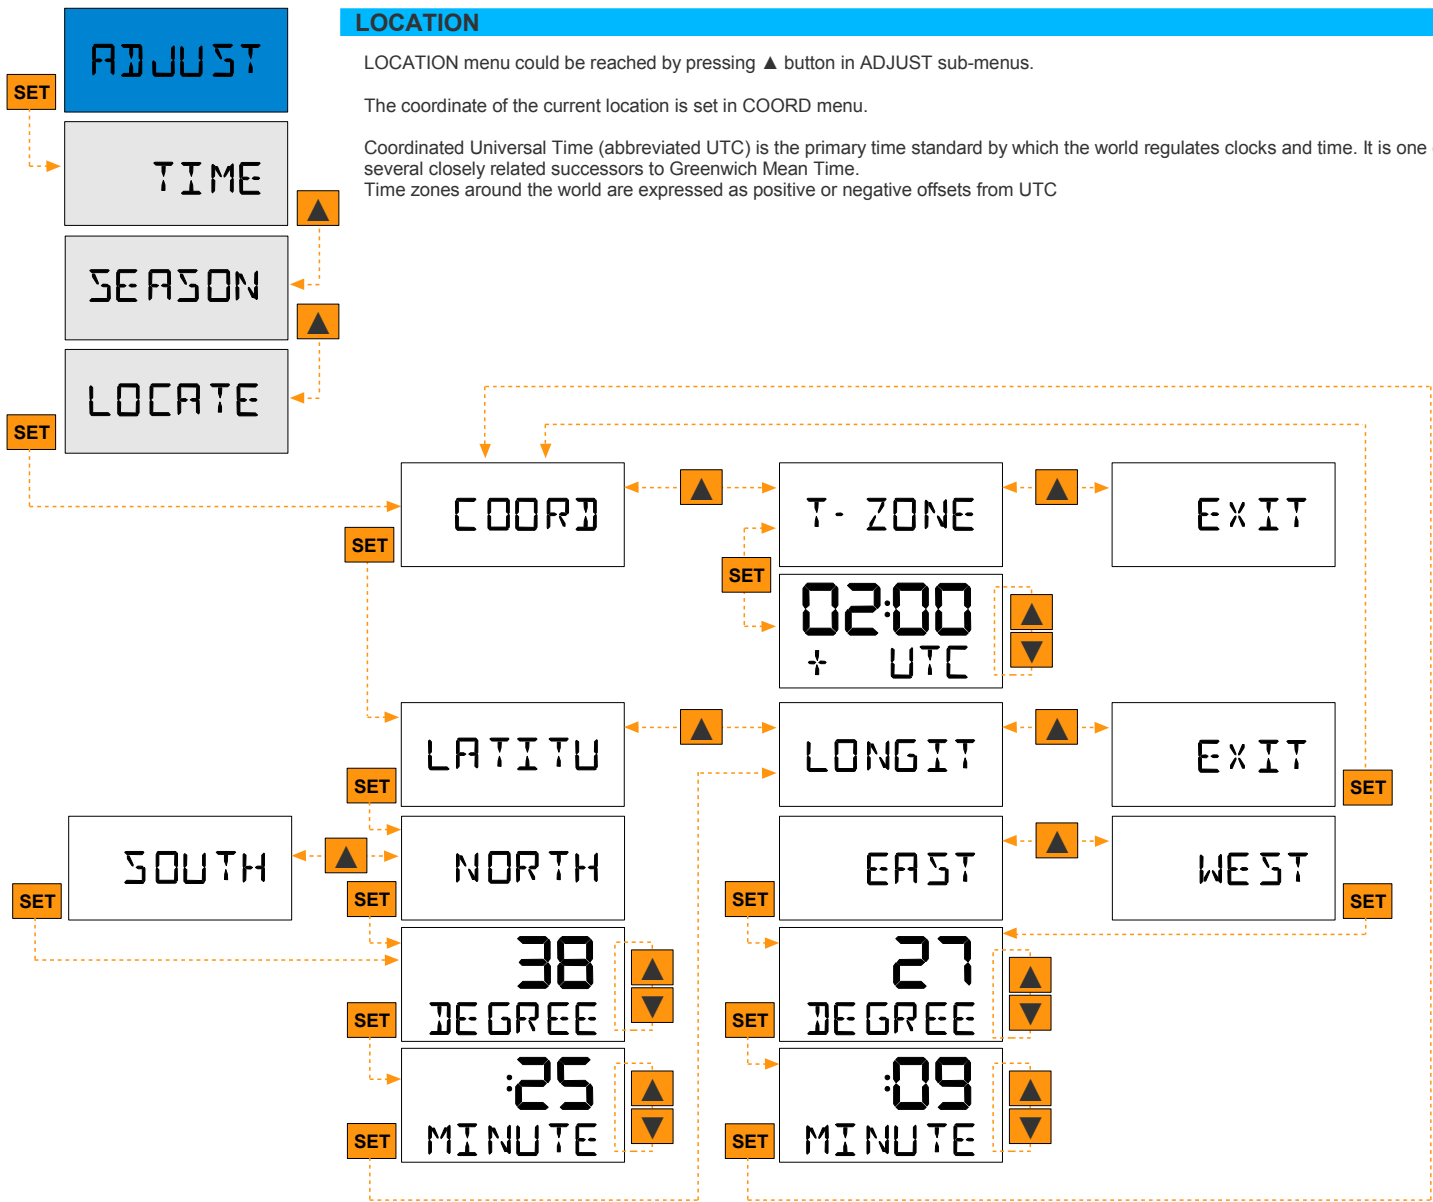 ADJUST
LOCATION
LOCATION menu could be reached by pressing ▲ button in ADJUST sub-menus.
SET
The coordinate of the current location is set in COORD menu.
Coordinated Universal Time (abbreviated UTC) is the primary time standard by which the world regulates clocks and time. It is one
several closely related successors to Greenwich Mean Time.
Time zones around the world are expressed as positive or negative offsets from UTC
TIME
▲
SEASON
▲
LOCATE
SET
COORD
▲
T-ZONE
▲
EXIT
SET
SET
02:00
+ UTC
▲
▼
LATITU
▲
LONGIT
▲
EXIT
SET
SET
SOUTH
▲
NORTH
EAST
▲
WEST
SET
SET
SET
SET
38
DEGREE
▲
▼
27
DEGREE
▲
▼
SET
SET
:25
MINUTE
▲
▼
:09
MINUTE
▲
▼
SET
SET